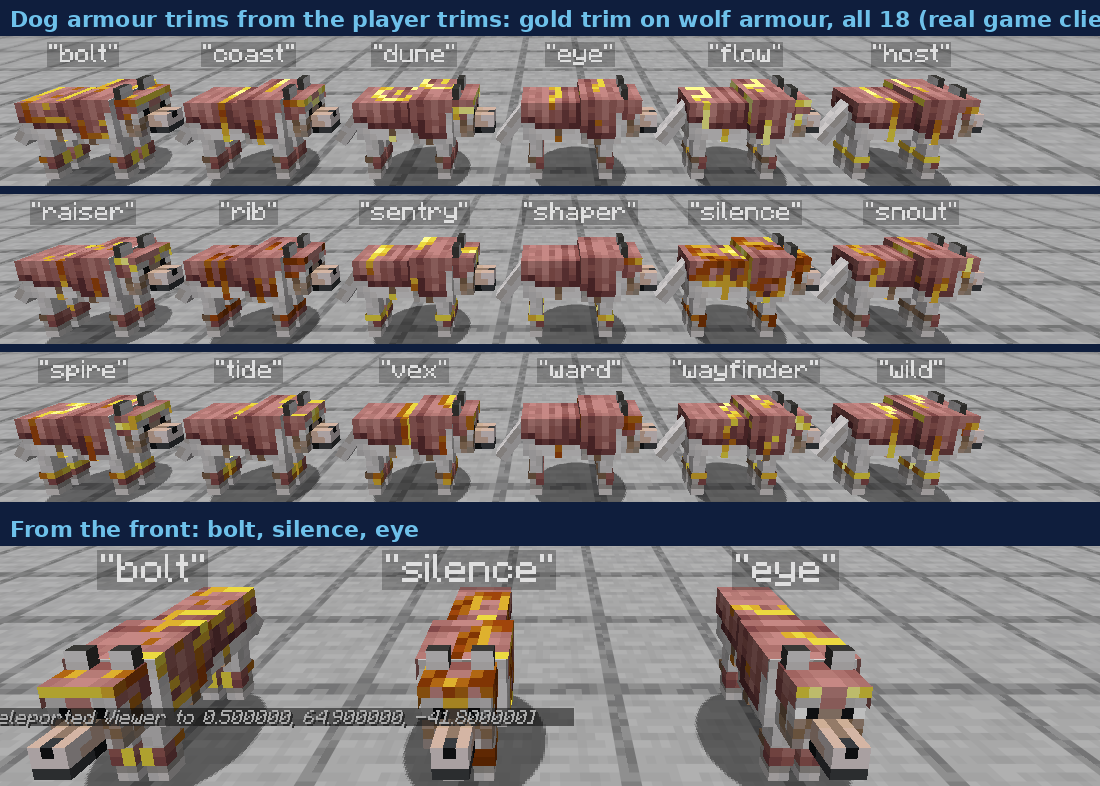 Dog armour trims from the player trims: gold trim on wolf armour, all 18 (real game clie
"bolt" "coast" "dune" "eye" "flow" "host"
"raiser" "rib" "sentry" "shaper" "silence" "snout"
"spire" "tide" "vex" "ward" "wayfinder" "wild"
From the front: bolt, silence, eye
"bolt" "silence" "eye"
eleported Viewer to 0.500000, 64.900000, -41.800000]